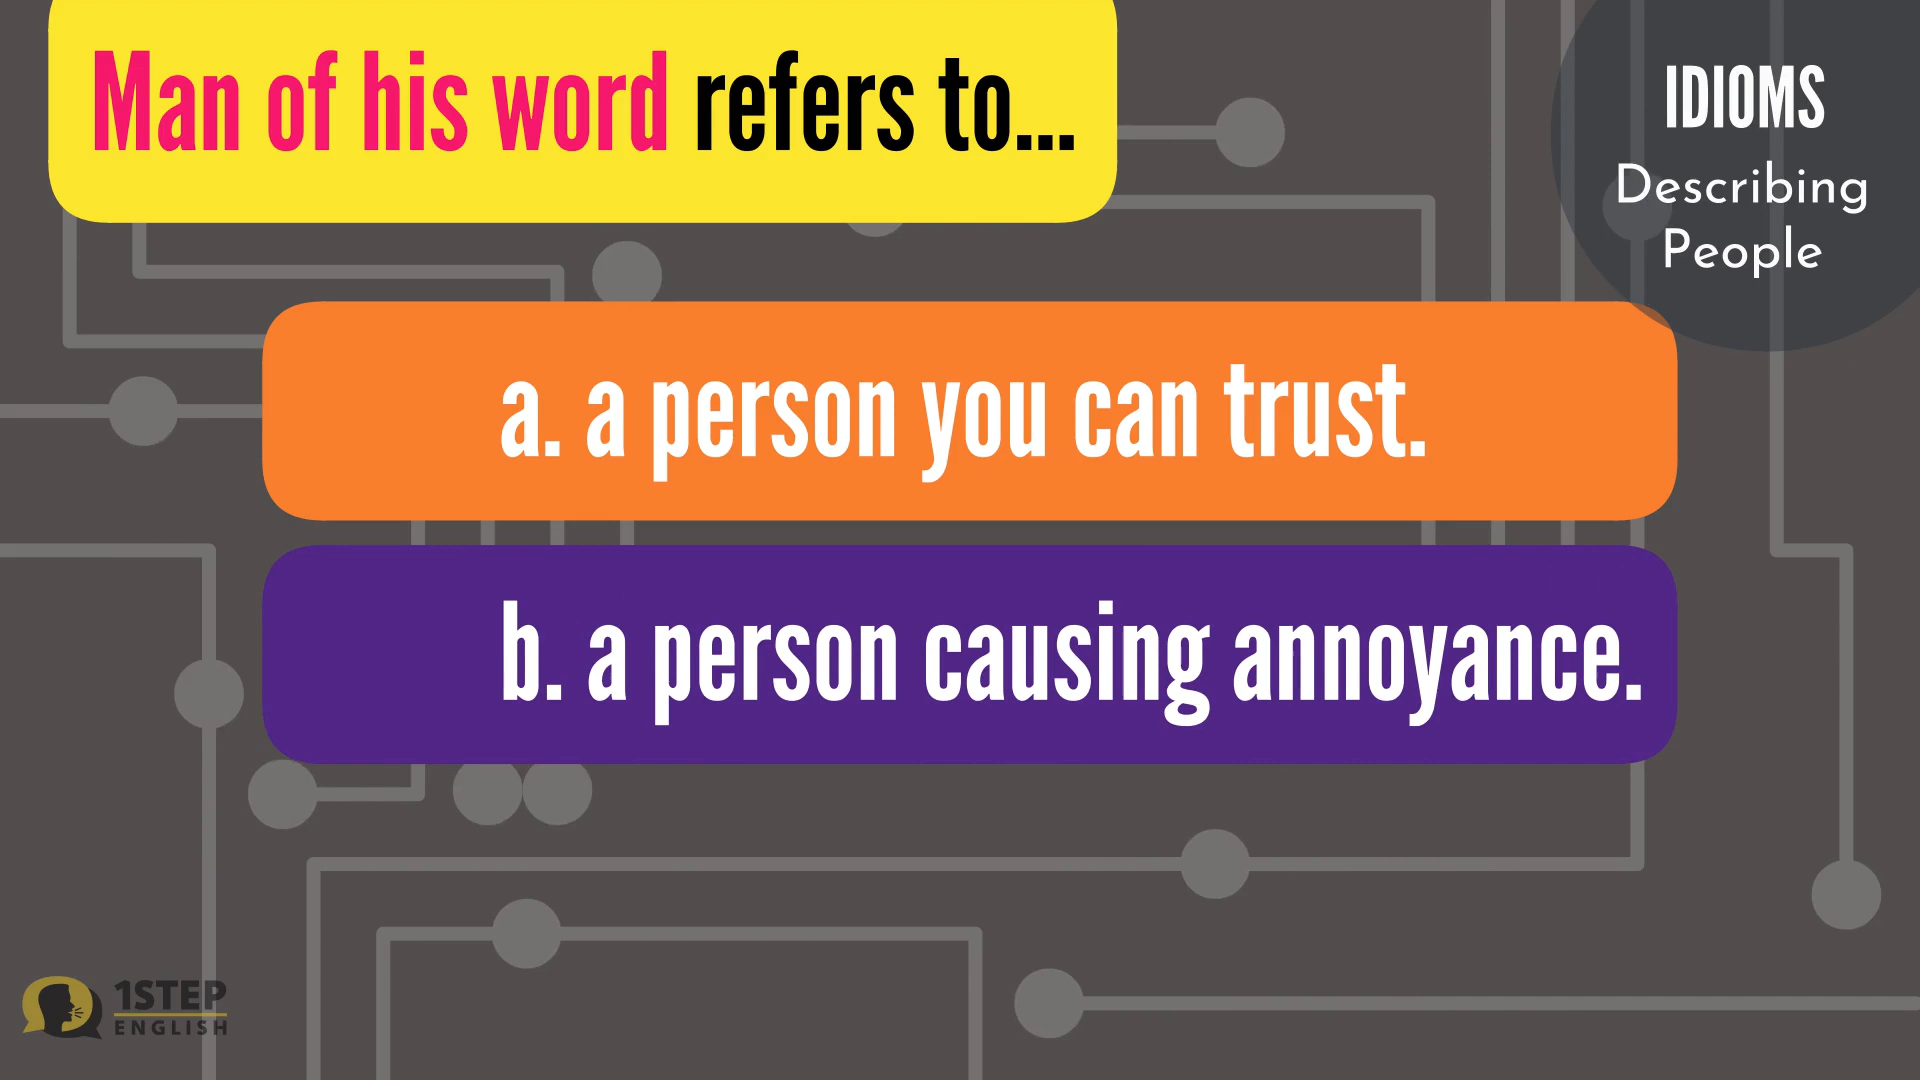 Man of his word refers to...
IDIOMS
Describing
People
a. a person you can trust.
b. a person causing annoyance.
1STEP
ENGLISH